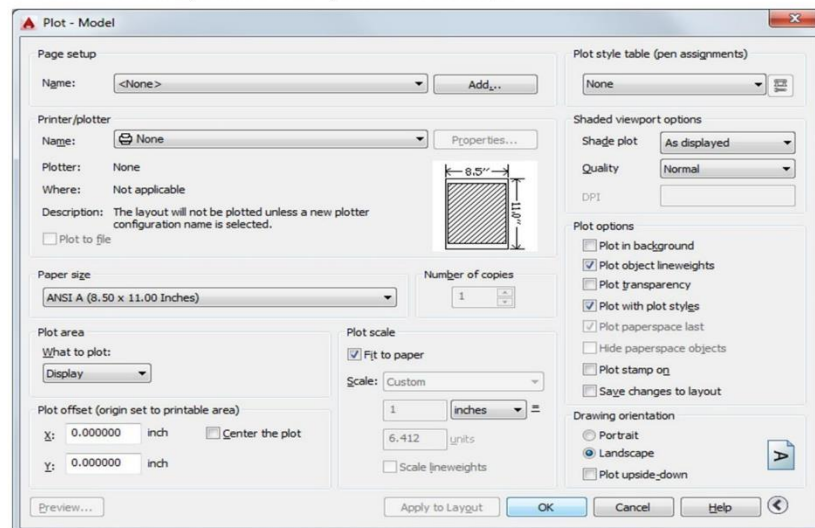 Plot - Model
Page setup
Name: <None> Add...
Printer/plotter
Name: None Properties...
Plotter: None
Where: Not applicable
Description: The layout will not be plotted unless a new plotter
configuration name is selected.
Plot to file
8.5''
11.0''
Paper size
ANSI A (8.50 x 11.00 Inches)
Number of copies
1
Plot area
What to plot:
Display
Plot offset (origin set to printable area)
X: 0.000000 inch Center the plot
Y: 0.000000 inch
Plot scale
Fit to paper
Scale: Custom
1 inches =
6.412 units
Scale lineweights
Plot style table (pen assignments)
None
Shaded viewport options
Shade plot As displayed
Quality Normal
DPI
Plot options
Plot in background
Plot object lineweights
Plot transparency
Plot with plot styles
Plot paperspace last
Hide paperspace objects
Plot stamp on
Save changes to layout
Drawing orientation
Portrait
Landscape
Plot upside-down
A
Preview... Apply to Layout OK Cancel Help